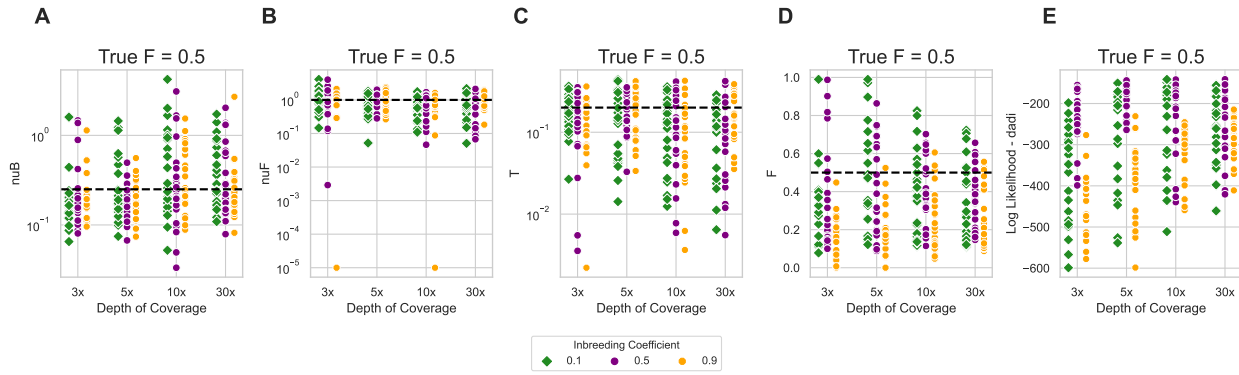 A
True F = 0.5
nuB
10^0
10^-1
3x 5x 10x 30x
Depth of Coverage
B
True F = 0.5
nuF
10^0
10^-1
10^-2
10^-3
10^-4
10^-5
3x 5x 10x 30x
Depth of Coverage
C
True F = 0.5
T
10^-1
10^-2
3x 5x 10x 30x
Depth of Coverage
D
True F = 0.5
F
1.0
0.8
0.6
0.4
0.2
0.0
3x 5x 10x 30x
Depth of Coverage
E
True F = 0.5
Log Likelihood - dadi
−200
−300
−400
−500
−600
3x 5x 10x 30x
Depth of Coverage
Inbreeding Coefficient
0.1 0.5 0.9